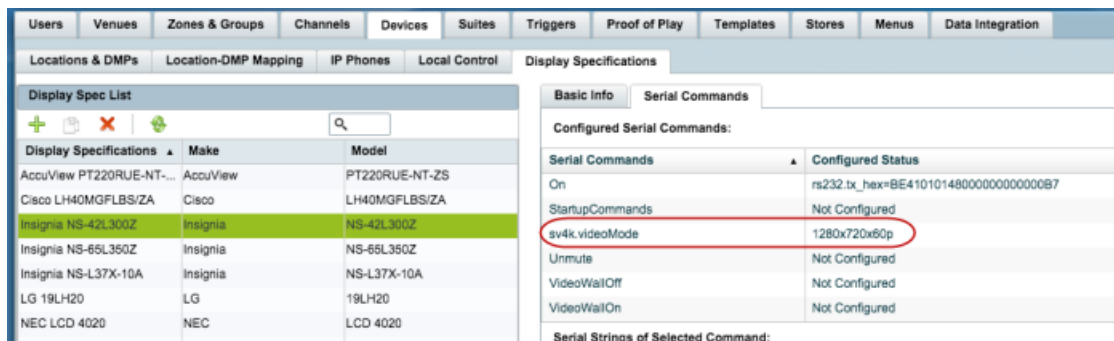 Users Venues Zones & Groups Channels Devices Suites Triggers Proof of Play Templates Stores Menus Data Integration
Locations & DMPs Location-DMP Mapping IP Phones Local Control Display Specifications
Display Spec List
Display Specifications Make Model
AccuView PT220RUE-NT-... AccuView PT220RUE-NT-ZS
Cisco LH40MGFLBS/ZA Cisco LH40MGFLBS/ZA
Insignia NS-42L300Z Insignia NS-42L300Z
Insignia NS-65L350Z Insignia NS-65L350Z
Insignia NS-L37X-10A Insignia NS-L37X-10A
LG 19LH20 LG 19LH20
NEC LCD 4020 NEC LCD 4020
Basic Info Serial Commands
Configured Serial Commands:
Serial Commands Configured Status
On rs232.tx_hex=BE41010148000000000000B7
StartupCommands Not Configured
sv4k.videoMode 1280x720x60p
Unmute Not Configured
VideoWallOff Not Configured
VideoWallOn Not Configured
Serial Strings of Selected Command: